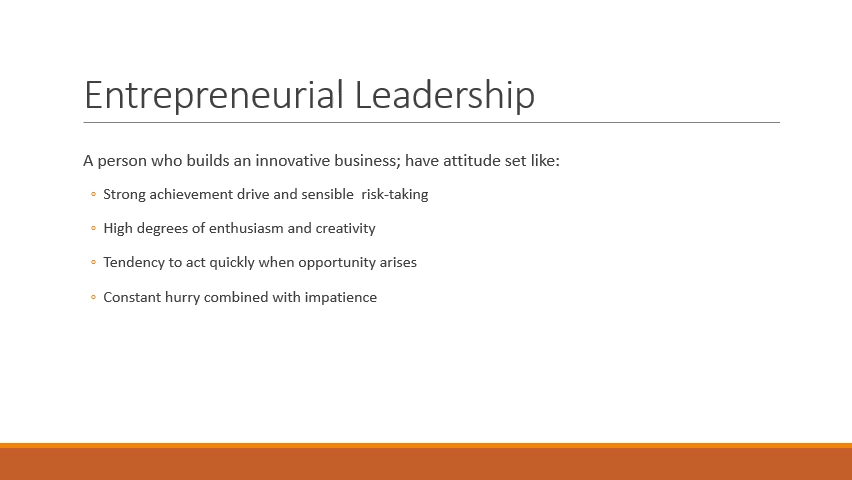 Entrepreneurial Leadership
A person who builds an innovative business; have attitude set like:
◦ Strong achievement drive and sensible  risk-taking
◦ High degrees of enthusiasm and creativity
◦ Tendency to act quickly when opportunity arises
◦ Constant hurry combined with impatience